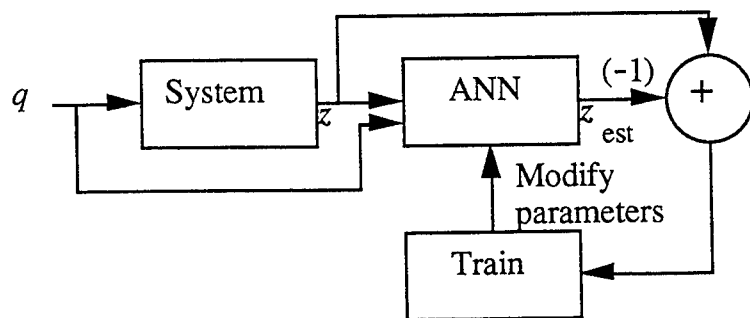 q
System
z
ANN
z
est
(-1)
+
Modify
parameters
Train